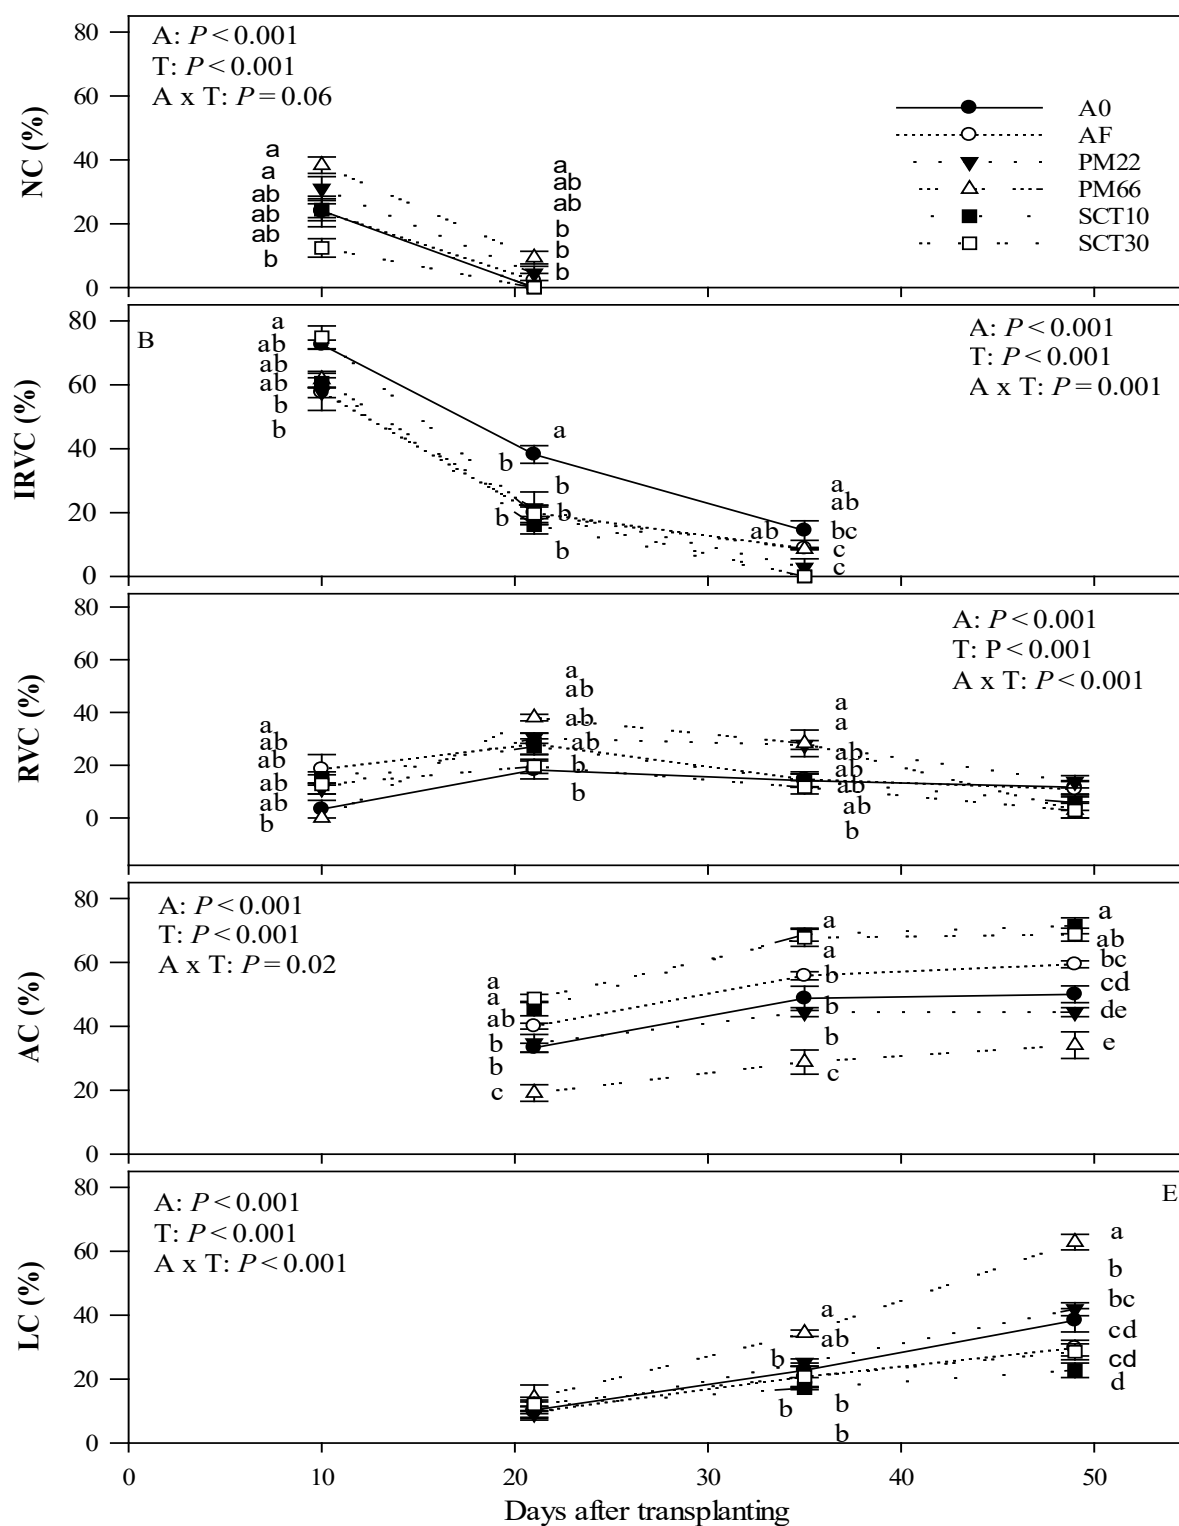 80
60
40
20
0
NC (%)
A: P < 0.001
T: P < 0.001
A x T: P = 0.06
a
a
ab
ab
ab
b
a
ab
ab
b
b
b
A0
AF
PM22
PM66
SCT10
SCT30
80
60
40
20
0
IRVC (%)
B
A: P < 0.001
T: P < 0.001
A x T: P = 0.001
a
ab
ab
ab
b
b
a
b
b
b
b
b
a
ab
ab
bc
c
c
80
60
40
20
0
RVC (%)
A: P < 0.001
T: P < 0.001
A x T: P < 0.001
a
ab
ab
ab
ab
b
a
ab
ab
ab
b
b
a
a
ab
ab
ab
ab
b
80
60
40
20
0
AC (%)
A: P < 0.001
T: P < 0.001
A x T: P = 0.02
a
a
ab
b
b
c
a
a
b
b
b
c
a
ab
bc
cd
de
e
80
60
40
20
0
LC (%)
A: P < 0.001
T: P < 0.001
A x T: P < 0.001
E
a
ab
b
b
b
b
a
b
bc
cd
cd
d
0 10 20 30 40 50
Days after transplanting